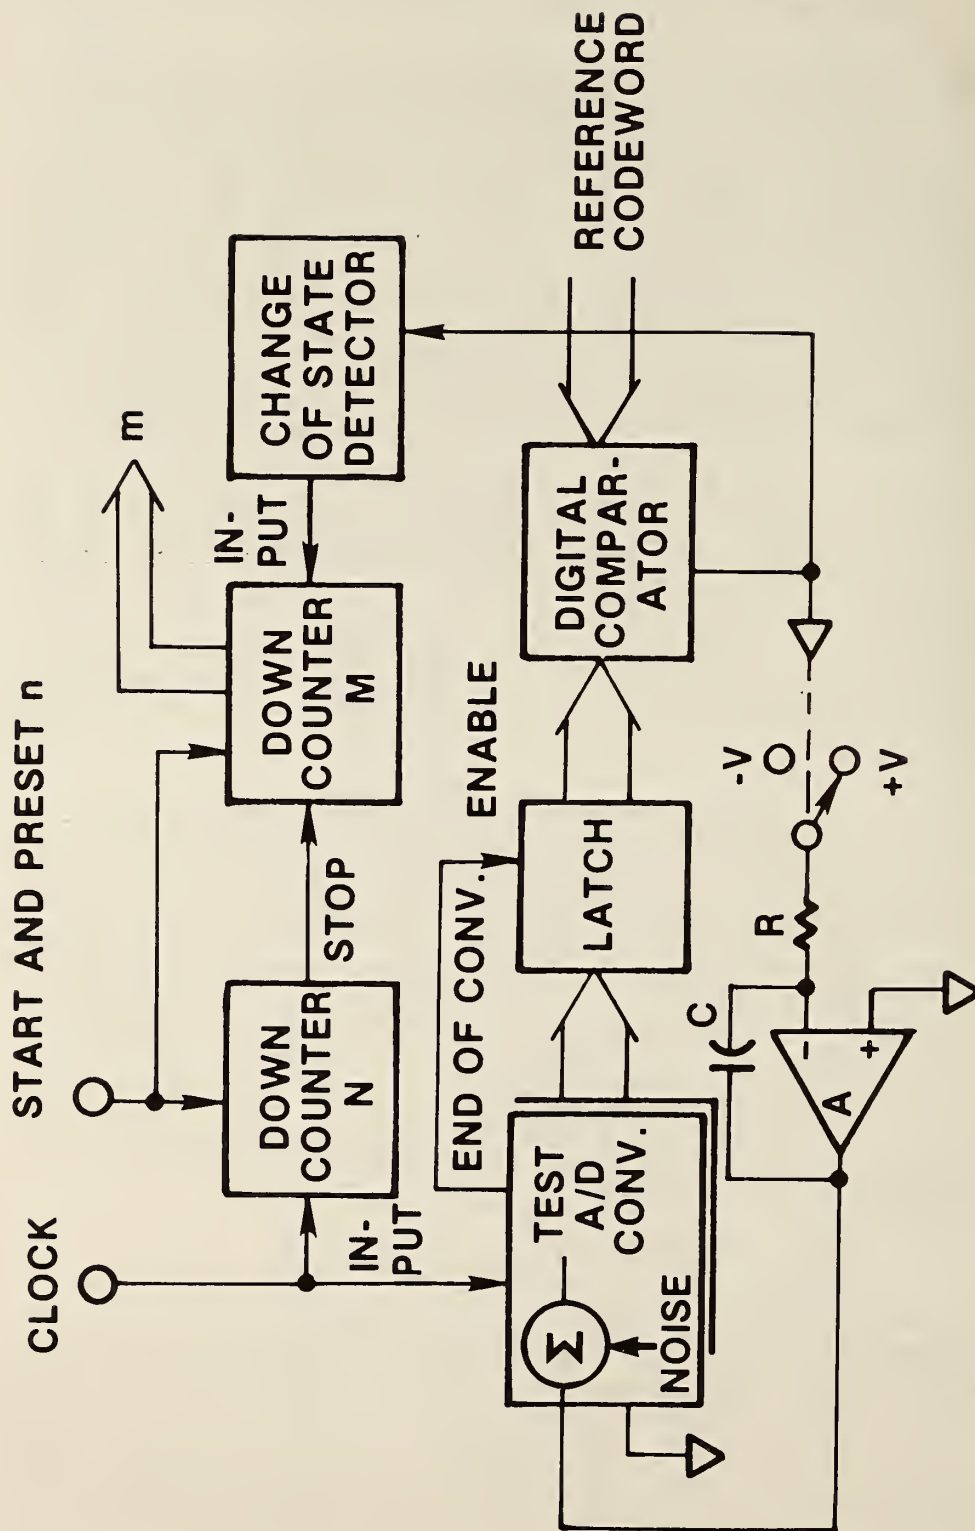 START AND PRESET n
CLOCK
m
IN-
PUT
DOWN
COUNTER
N
STOP
DOWN
COUNTER
M
IN-
PUT
CHANGE
OF STATE
DETECTOR
END OF CONV.
ENABLE
Σ
NOISE
TEST
A/D
CONV.
LATCH
DIGITAL
COMPAR-
ATOR
REFERENCE
CODEWORD
A
-
+
C
R
-V
+V